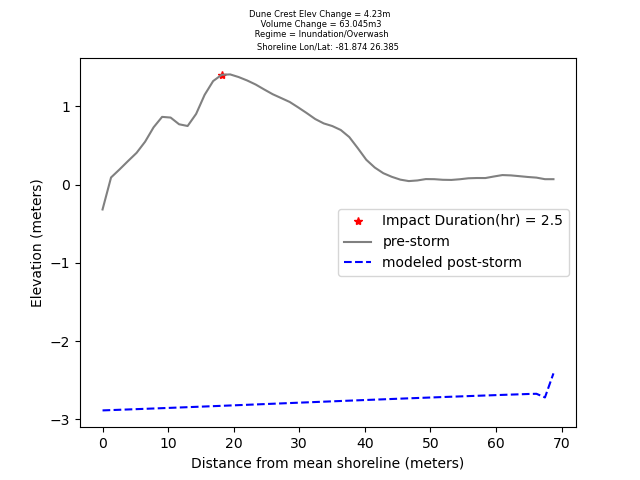 Dune Crest Elev Change = 4.23m
Volume Change = 63.045m3
Regime = Inundation/Overwash
Shoreline Lon/Lat: -81.874 26.385
1
0
−1
−2
−3
Elevation (meters)
Impact Duration(hr) = 2.5
pre-storm
modeled post-storm
0 10 20 30 40 50 60 70
Distance from mean shoreline (meters)